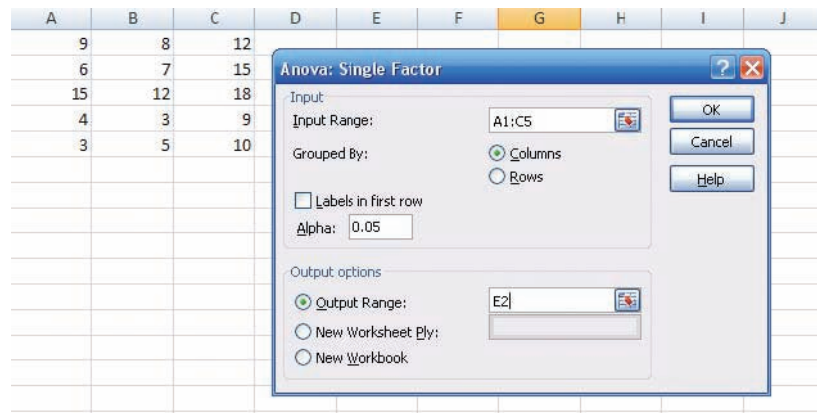 A B C D E F G H I J
9 8 12
6 7 15
15 12 18
4 3 9
3 5 10
Anova: Single Factor
Input
Input Range: A1:C5
Grouped By: Columns
Rows
Labels in first row
Alpha: 0.05
OK
Cancel
Help
Output options
Output Range: E2
New Worksheet Ply:
New Workbook